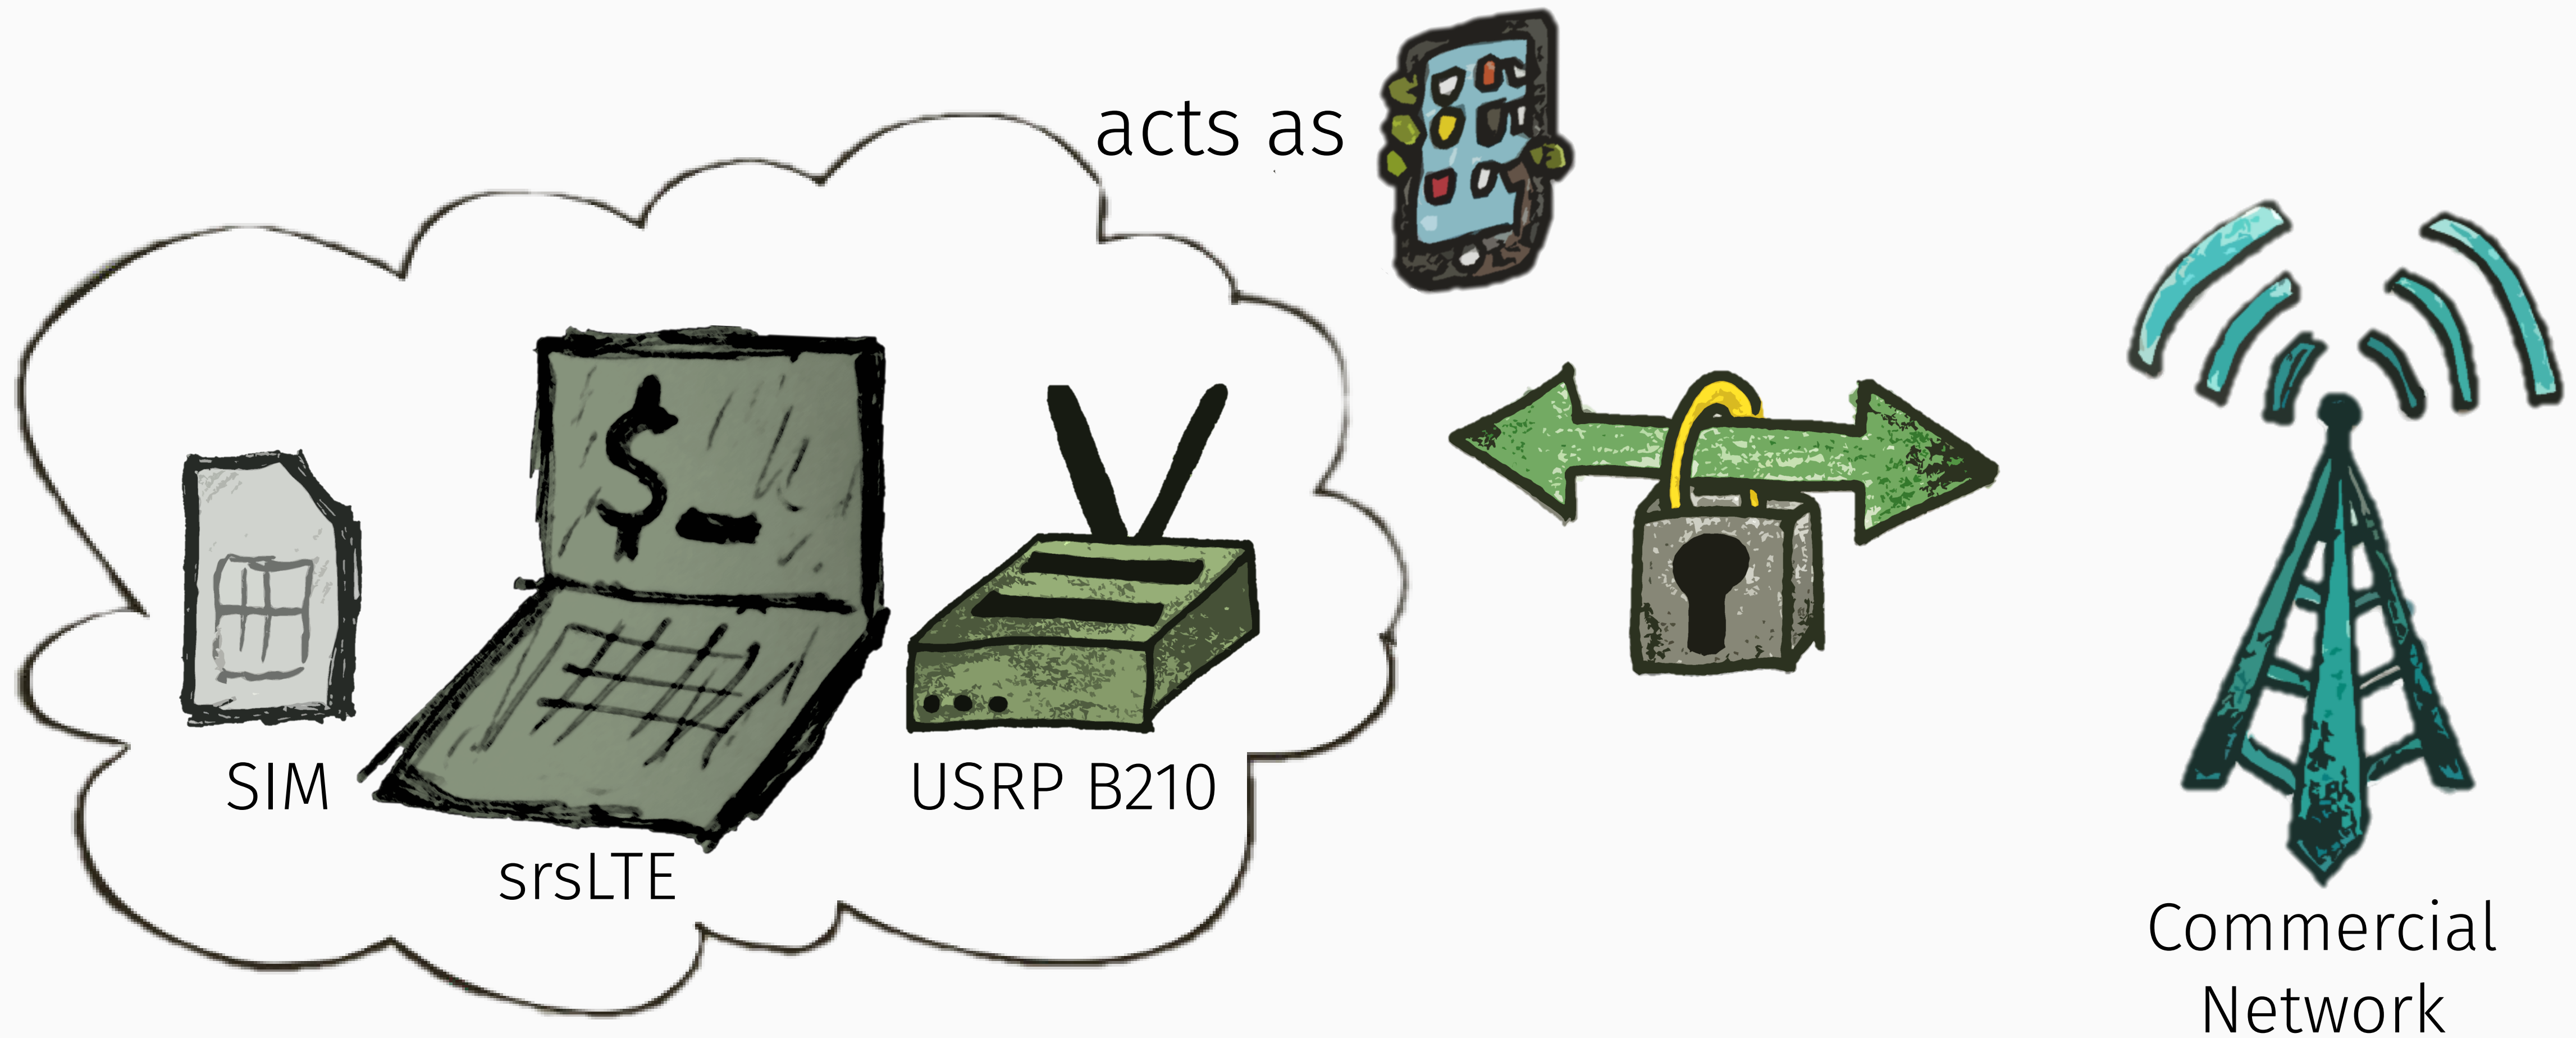 acts as
$_
SIM
USRP B210
srsLTE
Commercial
Network